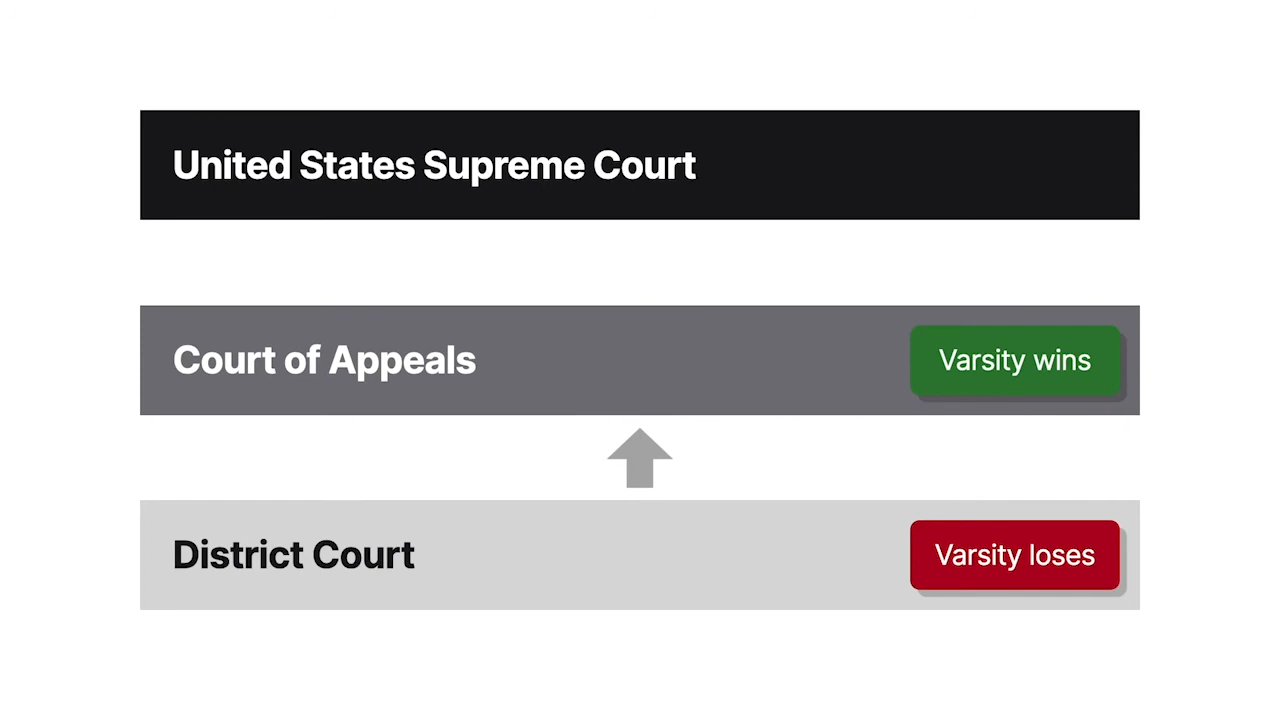 United States Supreme Court
Court of Appeals
Varsity wins
District Court
Varsity loses